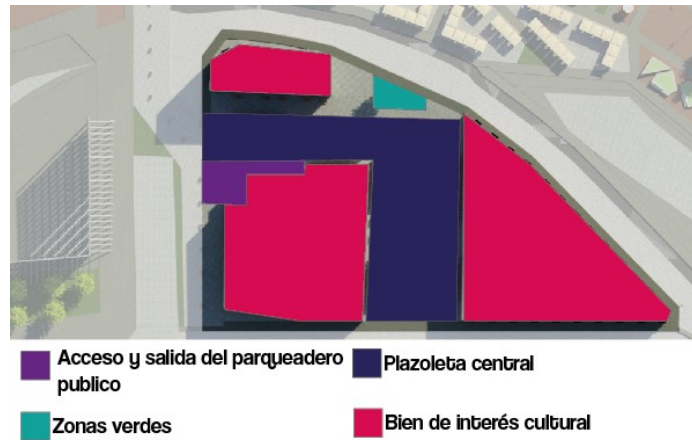 Acceso y salida del parqueadero
publico
Plazoleta central
Zonas verdes
Bien de interés cultural